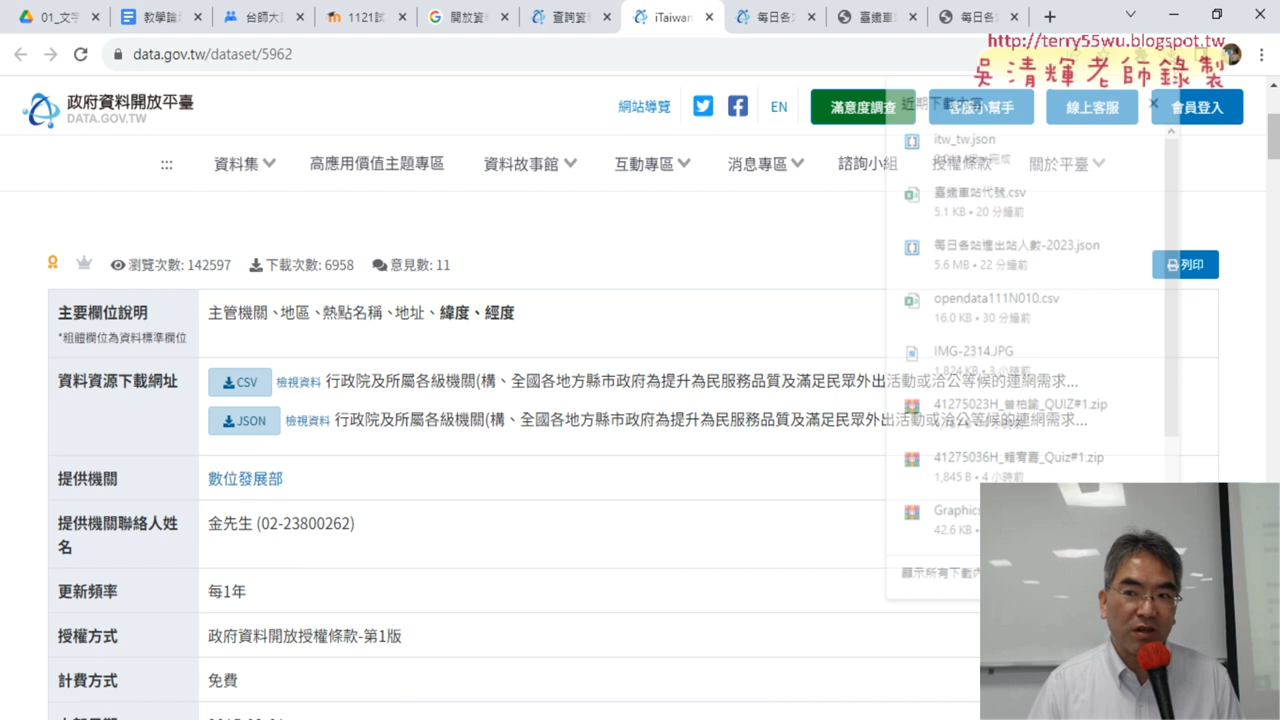 01_文字
教學論
台師大
1121試
開放資
查詢資
iTaiwan
每日各
臺鐵車
每日各
data.gov.tw/dataset/5962
http://terry55wu.blogspot.tw
吳清輝老師錄製
政府資料開放平臺
DATA.GOV.TW
網站導覽
EN
滿意度調查
客服小幫手
線上客服
會員登入
:::
資料集
高應用價值主題專區
資料故事館
互動專區
消息專區
諮詢小組
授權條款
關於平臺
近期下載內容
itw_tw.json
完成
臺鐵車站代號.csv
5.1 KB • 20 分鐘前
每日各站進出站人數-2023.json
5.6 MB • 22 分鐘前
opendata111N010.csv
16.0 KB • 30 分鐘前
IMG-2314.JPG
1,824 KB • 3 小時前
41275023H_曾柏諭_QUIZ#1.zip
41275036H_賴宥嘉_Quiz#1.zip
1,845 B • 4 小時前
Graphics
42.6 KB
顯示所有下載內
瀏覽次數: 142597
下載次數: 6958
意見數: 11
列印
主要欄位說明
*粗體欄位為資料標準欄位
主管機關、地區、熱點名稱、地址、緯度、經度
資料資源下載網址
CSV 檢視資料 行政院及所屬各級機關(構、全國各地方縣市政府為提升為民服務品質及滿足民眾外出活動或洽公等候的連網需求...
JSON 檢視資料 行政院及所屬各級機關(構、全國各地方縣市政府為提升為民服務品質及滿足民眾外出活動或洽公等候的連網需求...
提供機關
數位發展部
提供機關聯絡人姓名
金先生 (02-23800262)
更新頻率
每1年
授權方式
政府資料開放授權條款-第1版
計費方式
免費